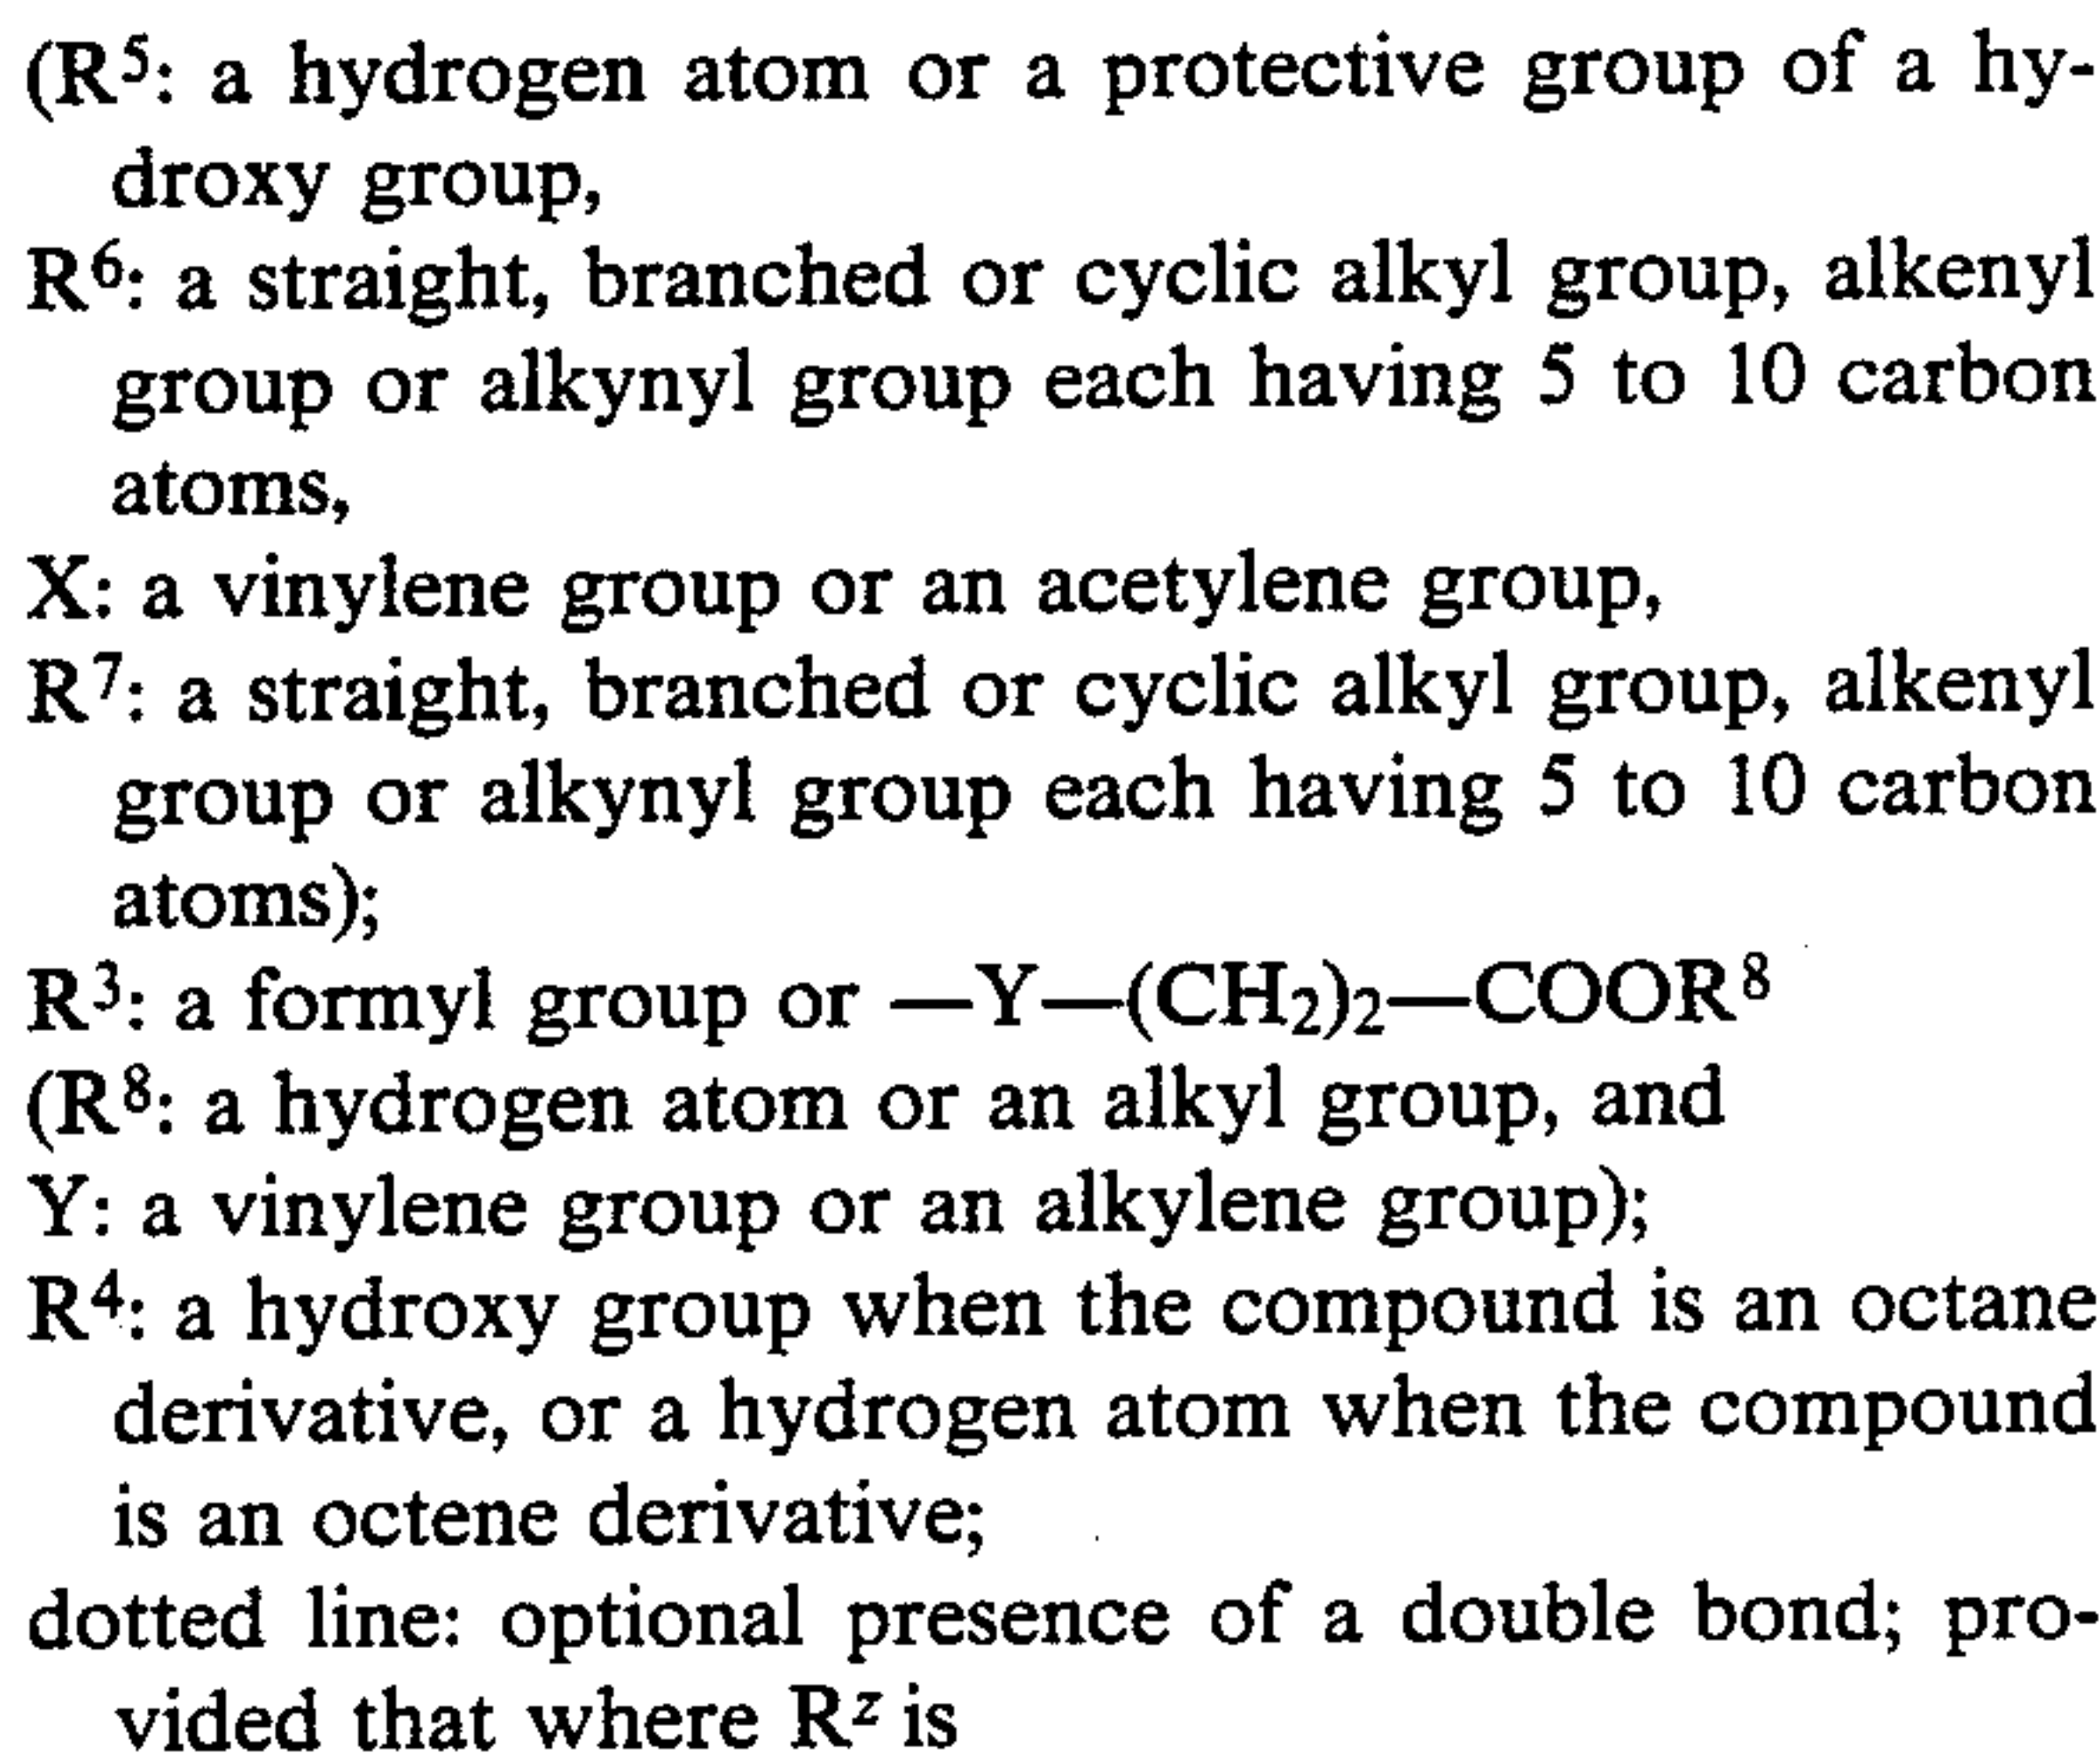 (R⁵: a hydrogen atom or a protective group of a hy-
droxy group,
R⁶: a straight, branched or cyclic alkyl group, alkenyl
group or alkynyl group each having 5 to 10 carbon
atoms,
X: a vinylene group or an acetylene group,
R⁷: a straight, branched or cyclic alkyl group, alkenyl
group or alkynyl group each having 5 to 10 carbon
atoms);
R³: a formyl group or —Y—(CH₂)₂—COOR⁸
(R⁸: a hydrogen atom or an alkyl group, and
Y: a vinylene group or an alkylene group);
R⁴: a hydroxy group when the compound is an octane
derivative, or a hydrogen atom when the compound
is an octene derivative;
dotted line: optional presence of a double bond; pro-
vided that where Rᶻ is